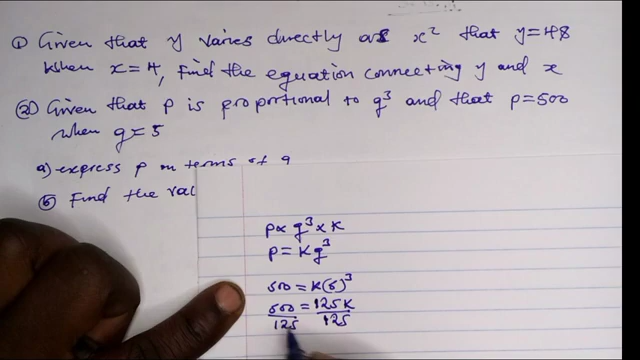 ① Given that y varies directly as x² that y=48
when x=4, find the equation connecting y and x
② Given that p is proportional to q³ and that p=500
when q=5
a) express p in terms of q
⑤ Find the
p∝ q³ x K
p = K q³
500 = K(5)³
500 = 125K
125 125